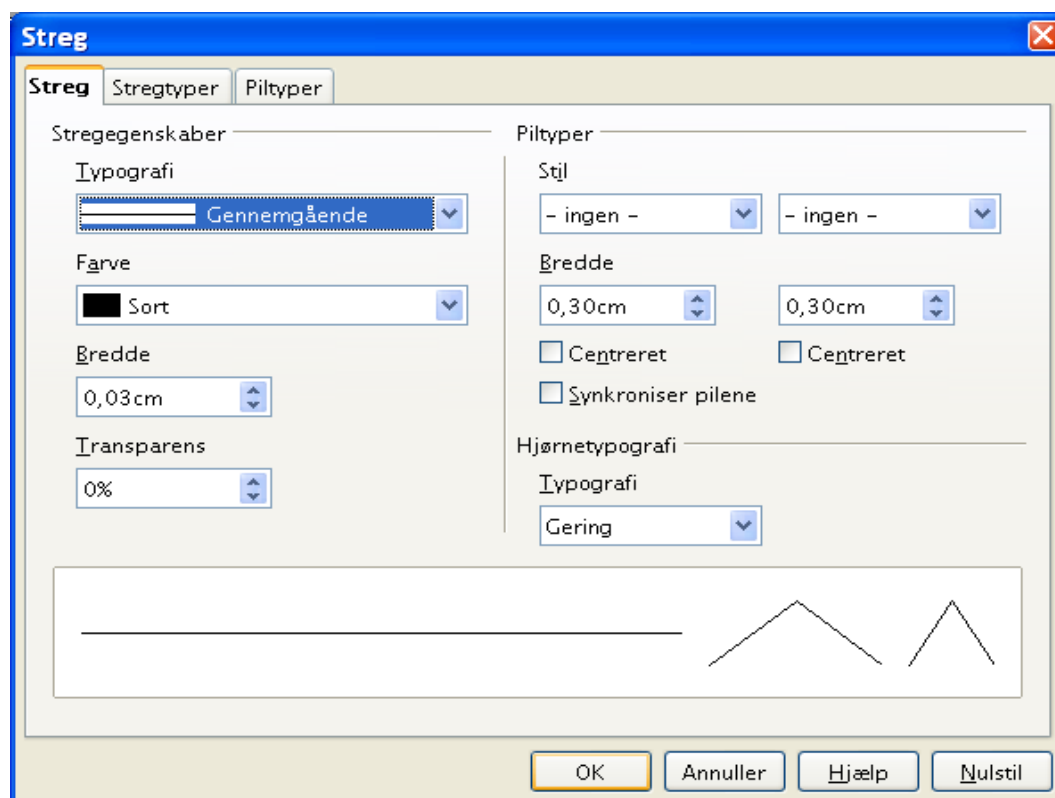 Streg
Streg Stregtyper Piltyper
Stregegenskaber
Typografi
Gennemgående
Farve
Sort
Bredde
0,03cm
Transparens
0%
Piltyper
Stil
- ingen - - ingen -
Bredde
0,30cm 0,30cm
Centreret Centreret
Synkroniser pilene
Hjørnetypografi
Typografi
Gering
OK Annuller Hjælp Nulstil